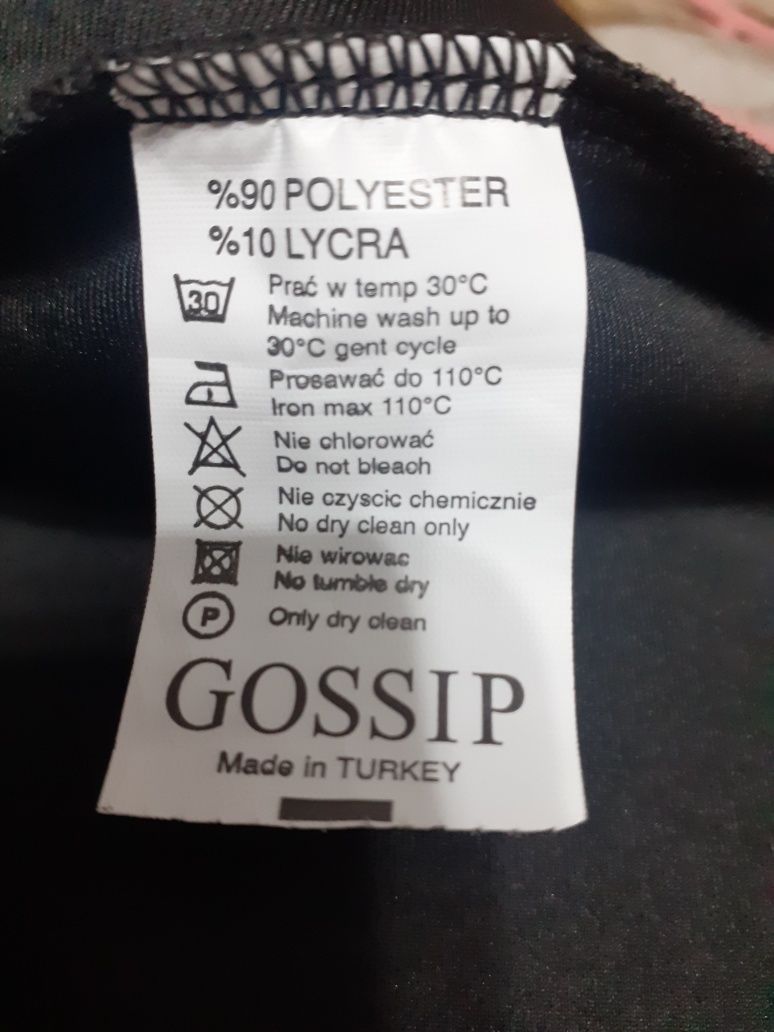 %90 POLYESTER
%10 LYCRA
30
Prać w temp 30°C
Machine wash up to
30°C gent cycle
Prosawać do 110°C
Iron max 110°C
Nie chlorować
Do not bleach
Nie czyscic chemicznie
No dry clean only
Nie wirowac
No tumble dry
P
Only dry clean
GOSSIP
Made in TURKEY